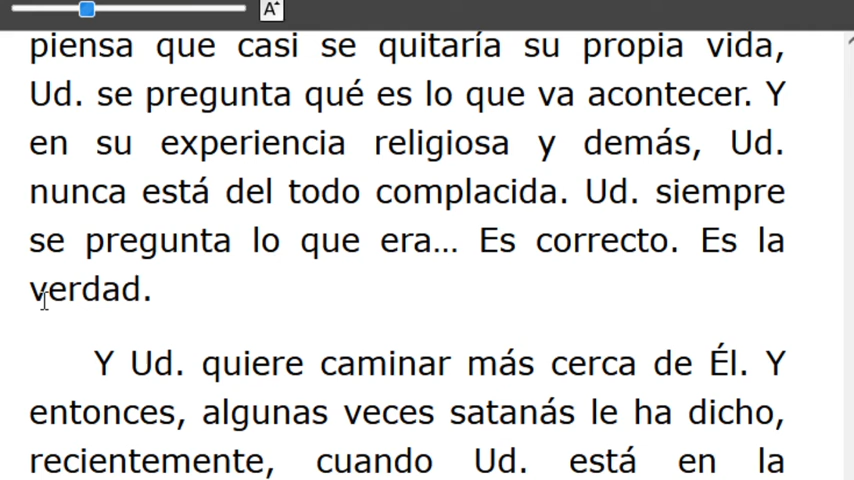 A
piensa que casi se quitaría su propia vida,
Ud. se pregunta qué es lo que va acontecer. Y
en su experiencia religiosa y demás, Ud.
nunca está del todo complacida. Ud. siempre
se pregunta lo que era... Es correcto. Es la
verdad.
Y Ud. quiere caminar más cerca de Él. Y
entonces, algunas veces satanás le ha dicho,
recientemente, cuando Ud. está en la